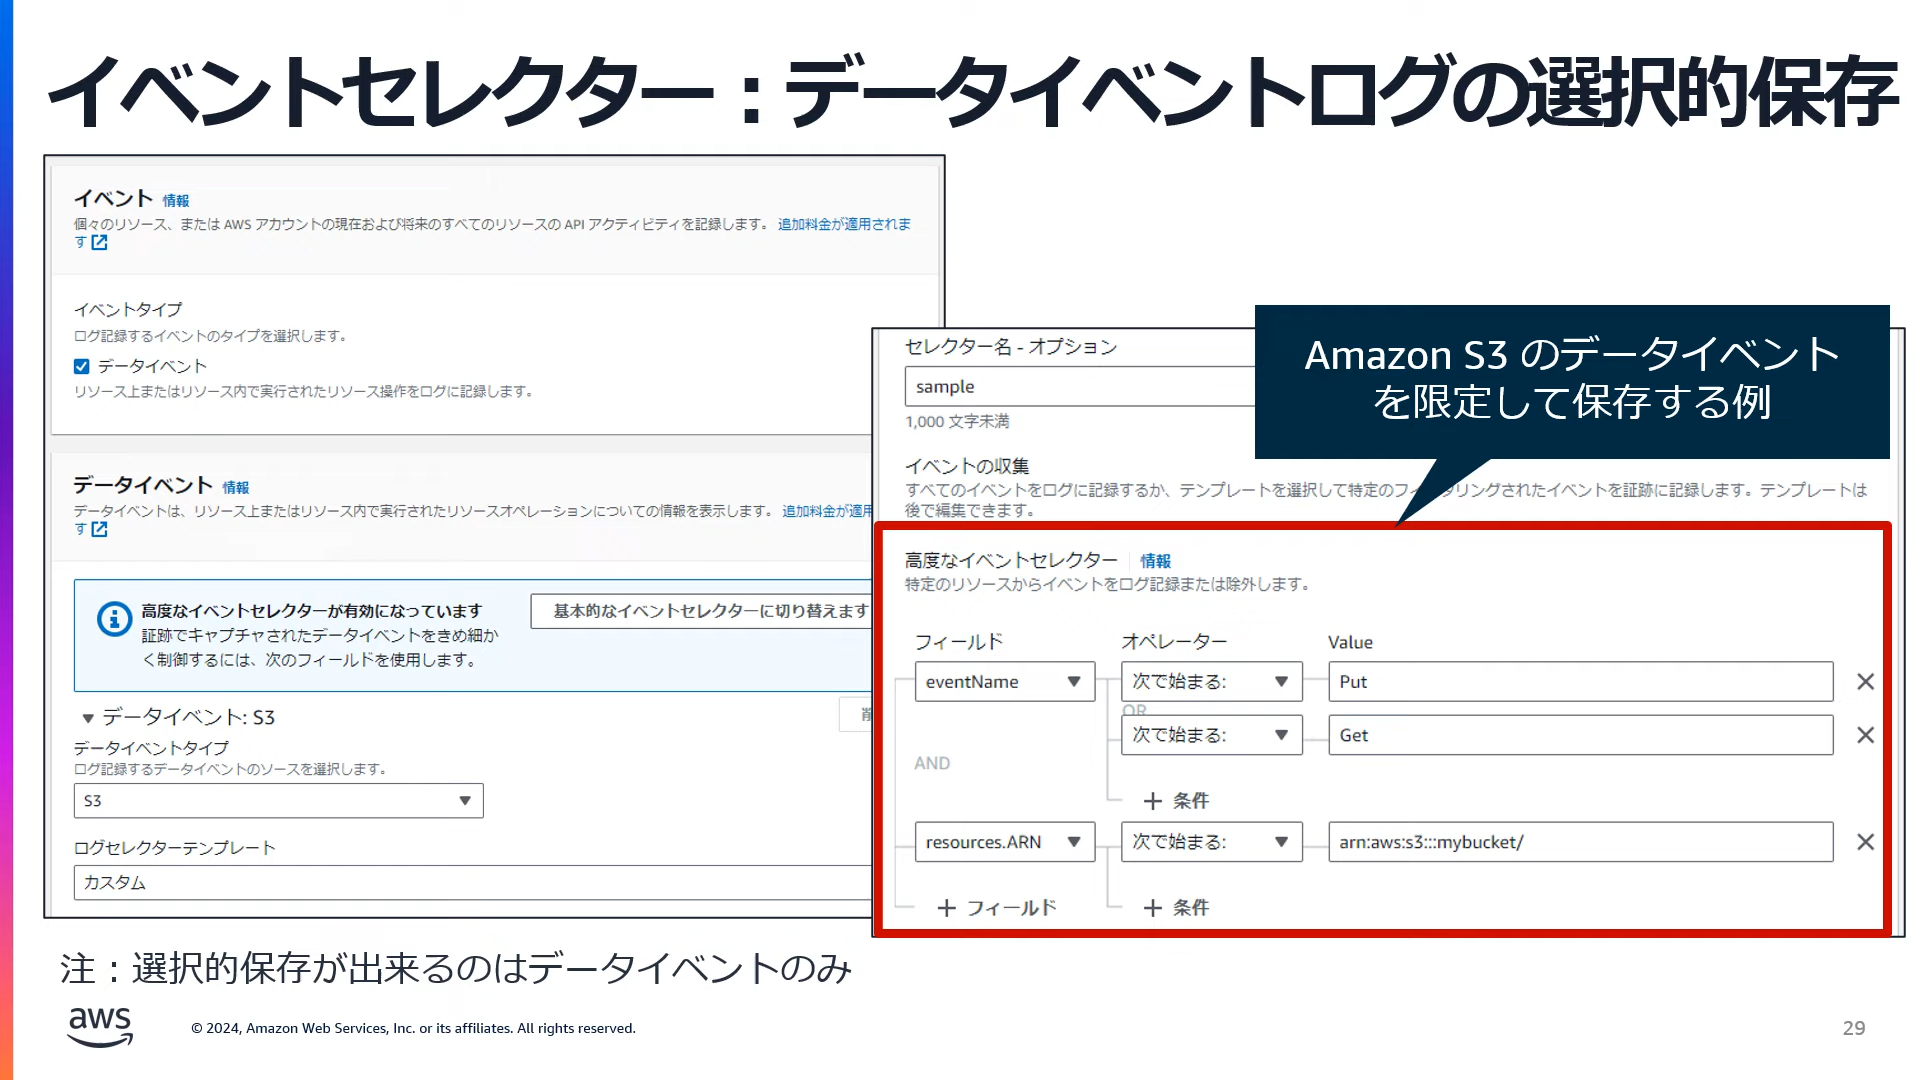 イベントセレクター：データイベントログの選択的保存
イベント 情報
個々のリソース、または AWS アカウントの現在および将来のすべてのリソースの API アクティビティを記録します。 追加料金が適用されま
す
イベントタイプ
ログ記録するイベントのタイプを選択します。
データイベント
リソース上またはリソース内で実行されたリソース操作をログに記録します。
データイベント 情報
データイベントは、リソース上またはリソース内で実行されたリソースオペレーションについての情報を表示します。 追加料金が適用
す
高度なイベントセレクターが有効になっています
証跡でキャプチャされたデータイベントをきめ細か
く制御するには、次のフィールドを使用します。
基本的なイベントセレクターに切り替えます
データイベント: S3
データイベントタイプ
ログ記録するデータイベントのソースを選択します。
S3
ログセレクターテンプレート
カスタム
セレクター名 - オプション
sample
1,000 文字未満
イベントの収集
すべてのイベントをログに記録するか、テンプレートを選択して特定のフィ タリングされたイベントを証跡に記録します。テンプレートは
後で編集できます。
Amazon S3 のデータイベント
を限定して保存する例
高度なイベントセレクター 情報
特定のリソースからイベントをログ記録または除外します。
フィールド オペレーター Value
eventName 次で始まる: Put
OR
次で始まる: Get
AND
+ 条件
resources.ARN 次で始まる: arn:aws:s3:::mybucket/
+ フィールド + 条件
注：選択的保存が出来るのはデータイベントのみ
aws
© 2024, Amazon Web Services, Inc. or its affiliates. All rights reserved.
29